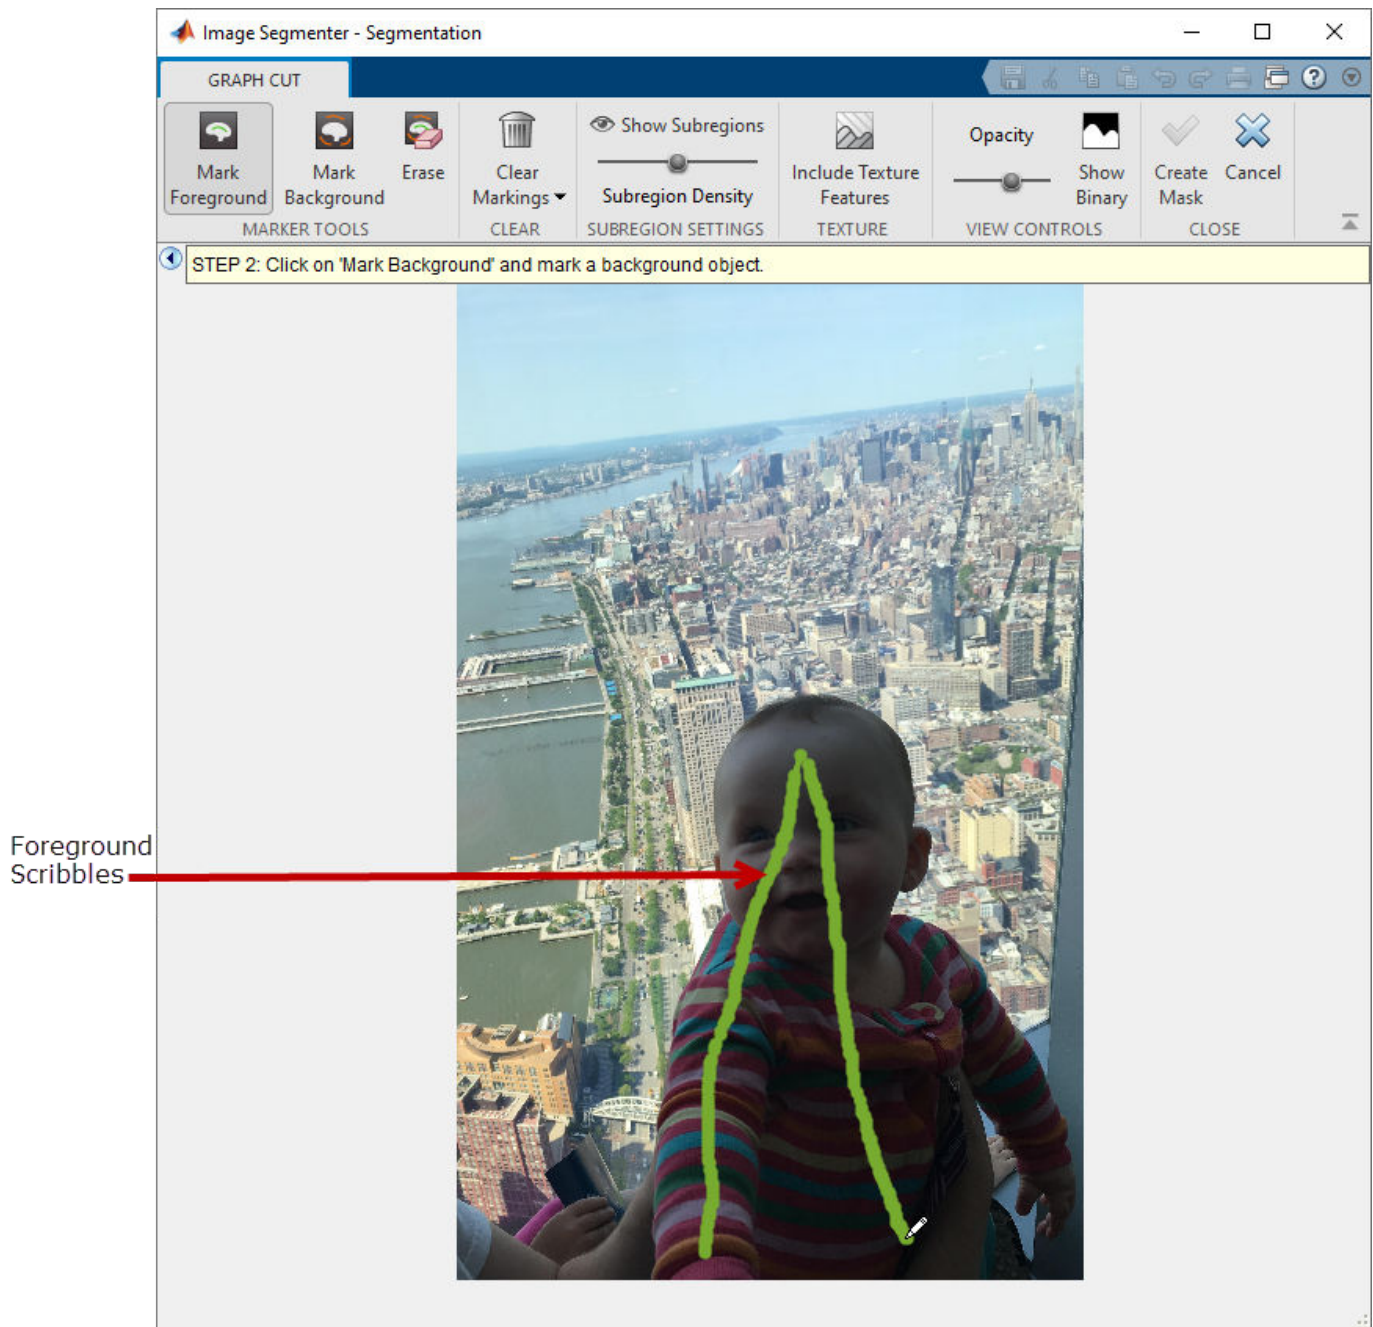 Image Segmenter - Segmentation
GRAPH CUT
Mark Foreground
Mark Background
Erase
Clear Markings
Show Subregions
Subregion Density
Include Texture Features
Opacity
Show Binary
Create Mask
Cancel
MARKER TOOLS
CLEAR
SUBREGION SETTINGS
TEXTURE
VIEW CONTROLS
CLOSE
STEP 2: Click on 'Mark Background' and mark a background object.
Foreground
Scribbles